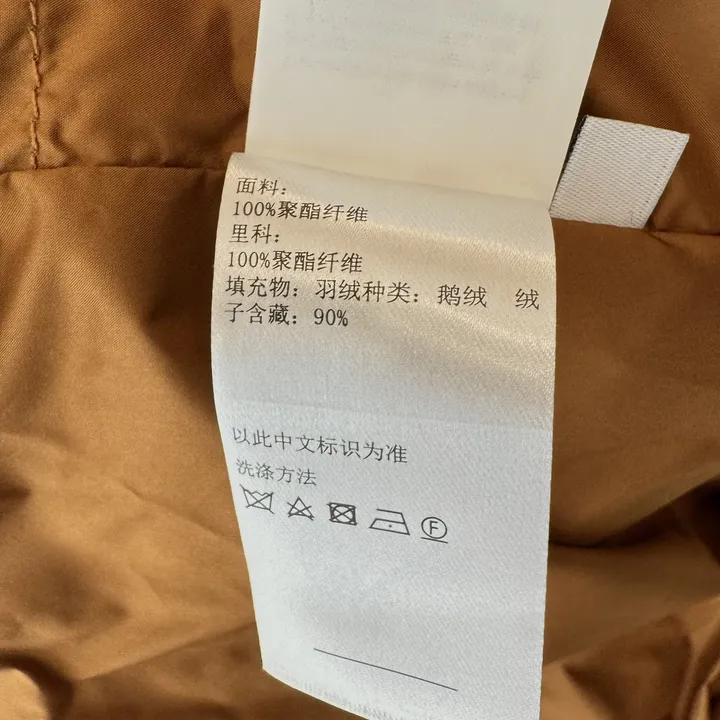 面料：
100%聚酯纤维
里科：
100%聚酯纤维
填充物：羽绒种类：鹅绒　绒
子含藏：90%
以此中文标识为准
洗涤方法
F